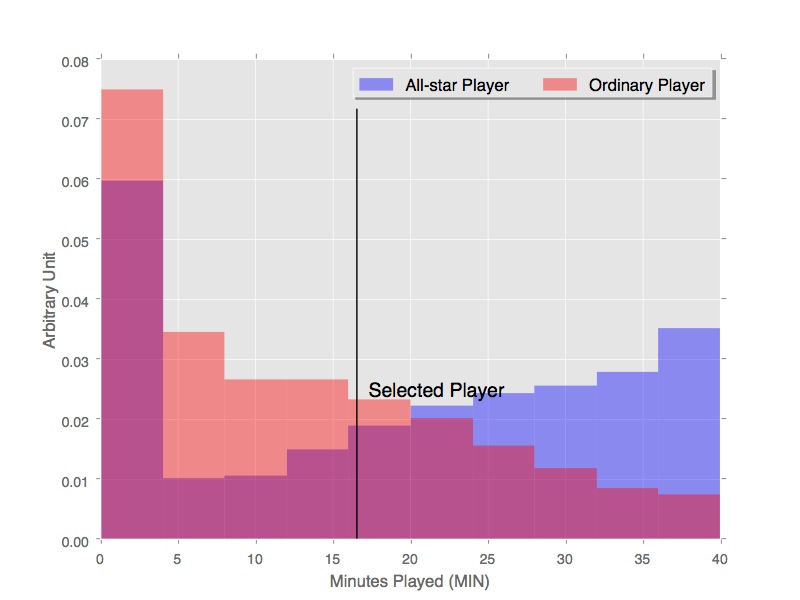 All-star Player Ordinary Player
0.08
0.07
0.06
0.05
0.04
0.03
0.02
0.01
0.00
Arbitrary Unit
Selected Player
0 5 10 15 20 25 30 35 40
Minutes Played (MIN)